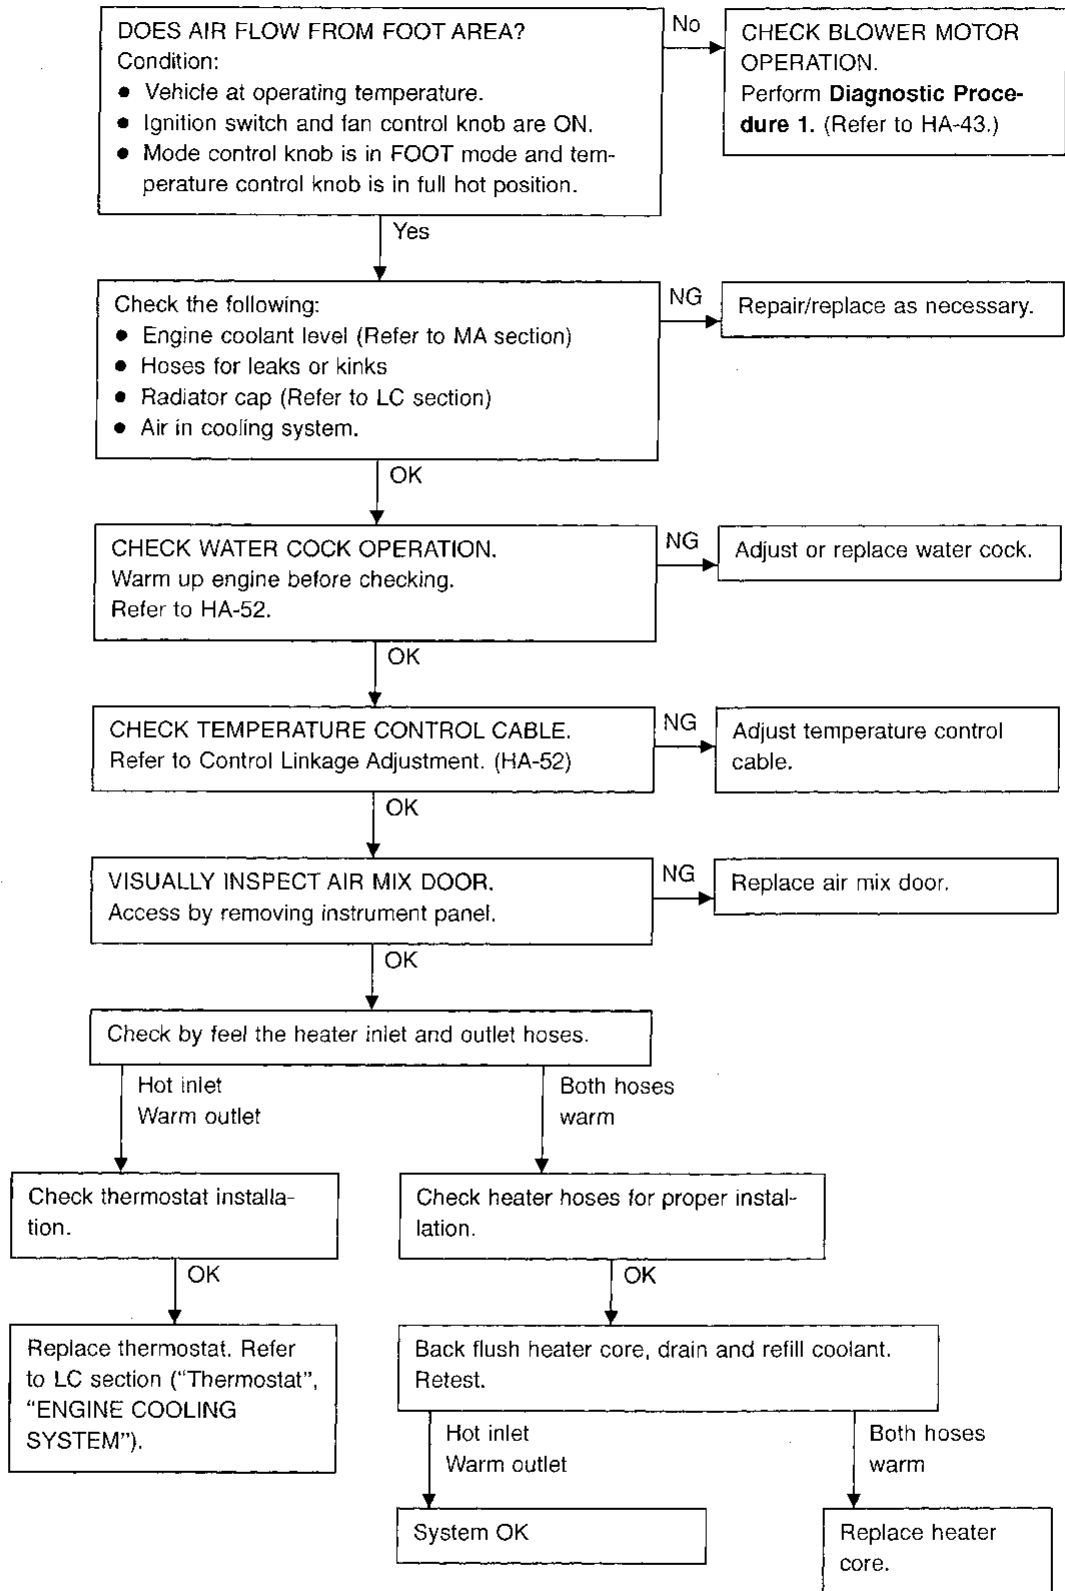 DOES AIR FLOW FROM FOOT AREA?
Condition:
● Vehicle at operating temperature.
● Ignition switch and fan control knob are ON.
● Mode control knob is in FOOT mode and tem-
perature control knob is in full hot position.
No
CHECK BLOWER MOTOR
OPERATION.
Perform Diagnostic Proce-
dure 1. (Refer to HA-43.)
Yes
Check the following:
● Engine coolant level (Refer to MA section)
● Hoses for leaks or kinks
● Radiator cap (Refer to LC section)
● Air in cooling system.
NG
Repair/replace as necessary.
OK
CHECK WATER COCK OPERATION.
Warm up engine before checking.
Refer to HA-52.
NG
Adjust or replace water cock.
OK
CHECK TEMPERATURE CONTROL CABLE.
Refer to Control Linkage Adjustment. (HA-52)
NG
Adjust temperature control
cable.
OK
VISUALLY INSPECT AIR MIX DOOR.
Access by removing instrument panel.
NG
Replace air mix door.
OK
Check by feel the heater inlet and outlet hoses.
Hot inlet
Warm outlet
Both hoses
warm
Check thermostat installa-
tion.
Check heater hoses for proper instal-
lation.
OK
OK
Replace thermostat. Refer
to LC section (“Thermostat”,
“ENGINE COOLING
SYSTEM”).
Back flush heater core, drain and refill coolant.
Retest.
Hot inlet
Warm outlet
Both hoses
warm
System OK
Replace heater
core.